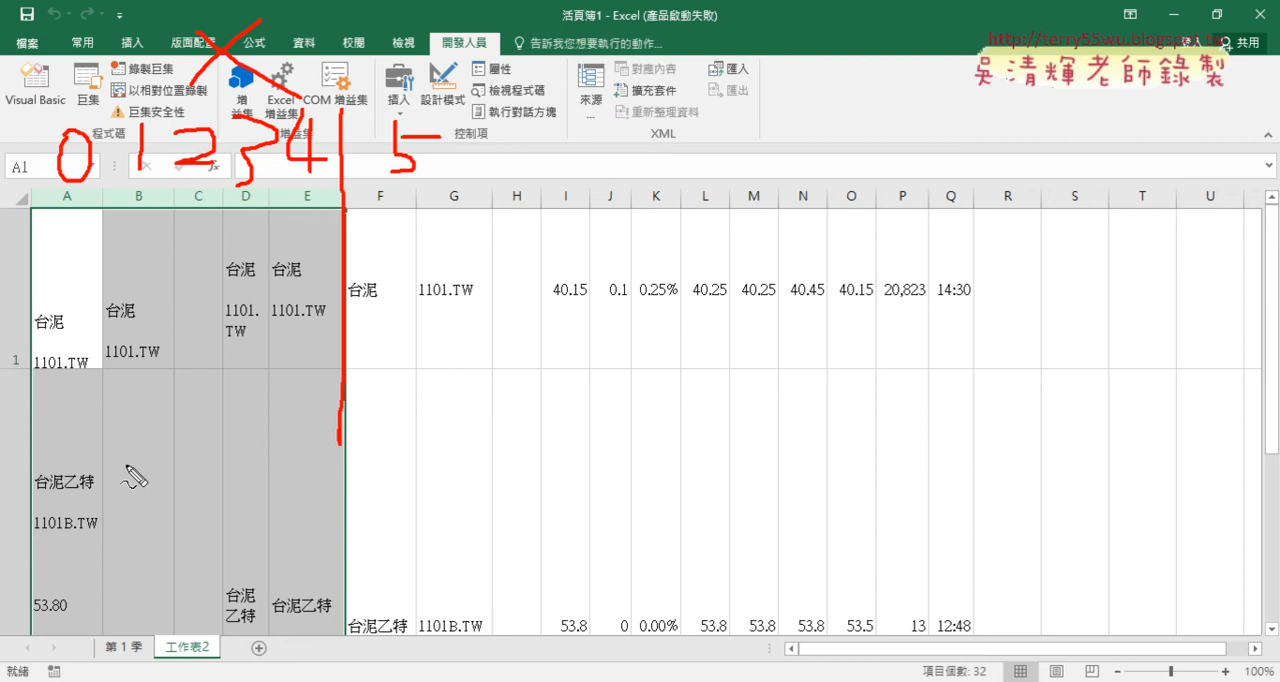 活頁簿1 - Excel (產品啟動失敗)
檔案 常用 插入 版面配置 公式 資料 校閱 檢視 開發人員 告訴我您想要執行的動作... 登入 共用
http://terry55wu.blogspot.tw
吳清輝老師錄製
Visual Basic 巨集 錄製巨集 以相對位置錄製 巨集安全性 程式碼
增益集 Excel 增益集 COM 增益集 增益集
插入 設計模式 屬性 檢視程式碼 執行對話方塊 控制項
來源... 對應內容 擴充套件 重新整理資料 匯入 匯出 XML
0 1 2 3 4 5
A1 fx
A B C D E F G H I J K L M N O P Q R S T U
1
台泥
1101.TW
台泥
1101.TW
台泥
1101.
TW
台泥
1101.TW
台泥 1101.TW 40.15 0.1 0.25% 40.25 40.25 40.45 40.15 20,823 14:30
台泥乙特
1101B.TW
53.80
台泥
乙特
台泥乙特
台泥乙特 1101B.TW 53.8 0 0.00% 53.8 53.8 53.8 53.5 13 12:48
第 1 季 工作表2
就緒 項目個數: 32 100%